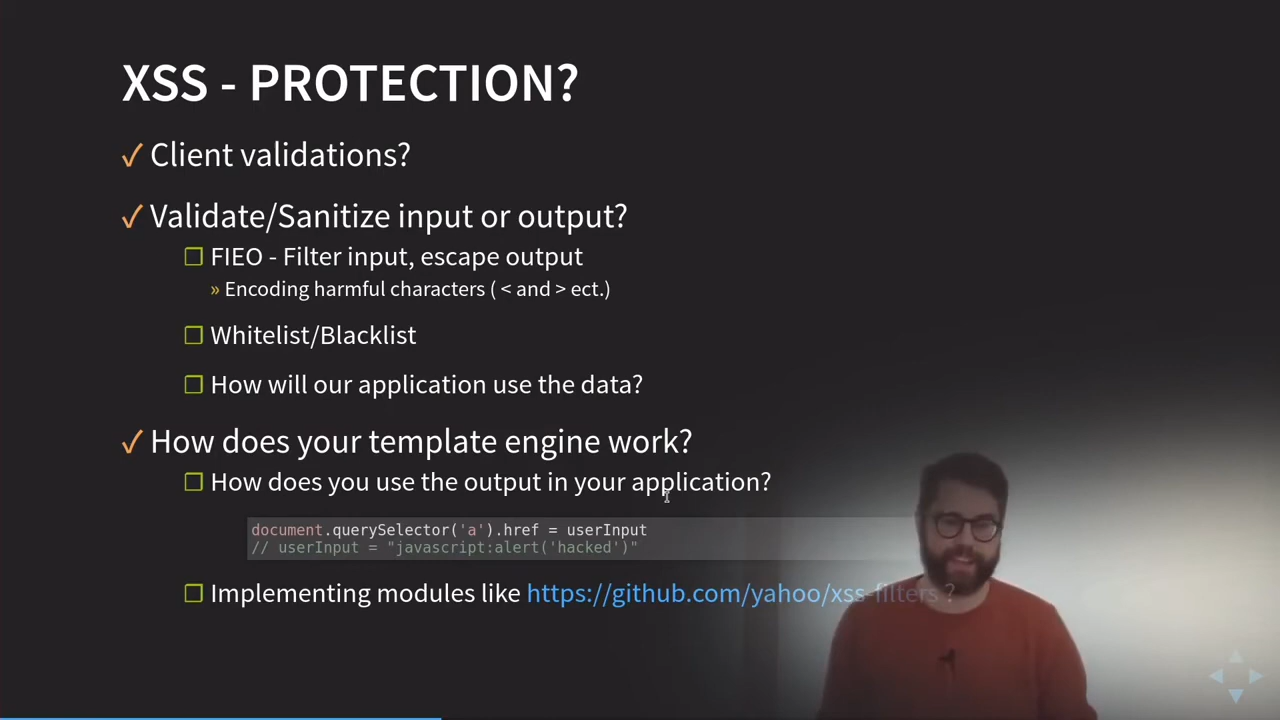 XSS - PROTECTION?
✓ Client validations?
✓ Validate/Sanitize input or output?
❐ FIEO - Filter input, escape output
» Encoding harmful characters ( < and > ect.)
❐ Whitelist/Blacklist
❐ How will our application use the data?
✓ How does your template engine work?
❐ How does you use the output in your application?
document.querySelector('a').href = userInput
// userInput = "javascript:alert('hacked')"
❐ Implementing modules like https://github.com/yahoo/xss-filters ?